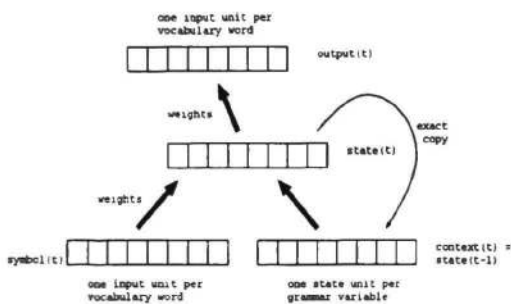 one input unit per
vocabulary word
output(t)
weights
exact
copy
state(t)
weights
symbol(t)
context(t) =
state(t-1)
one input unit per
vocabulary word
one state unit per
grammar variable